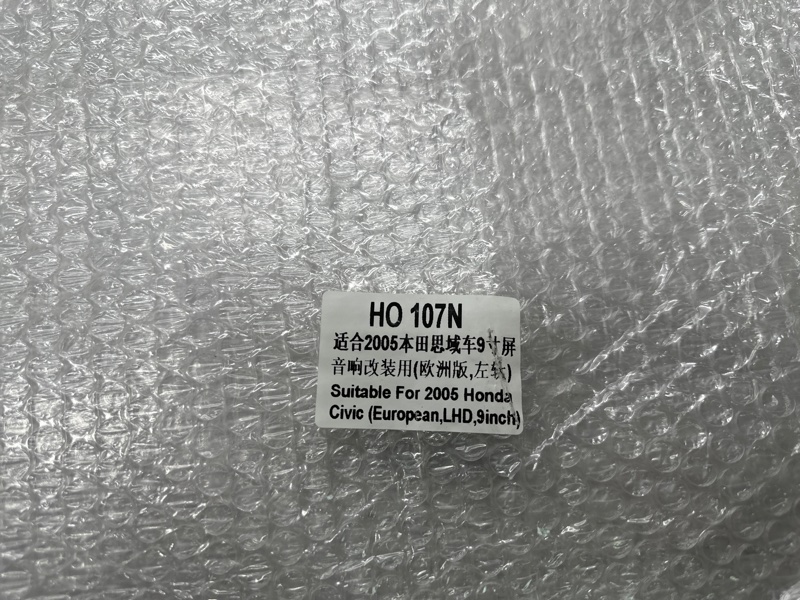 HO 107N
适合2005本田思域车9寸屏
音响改装用(欧洲版,左软)
Suitable For 2005 Honda
Civic (European,LHD,9inch)